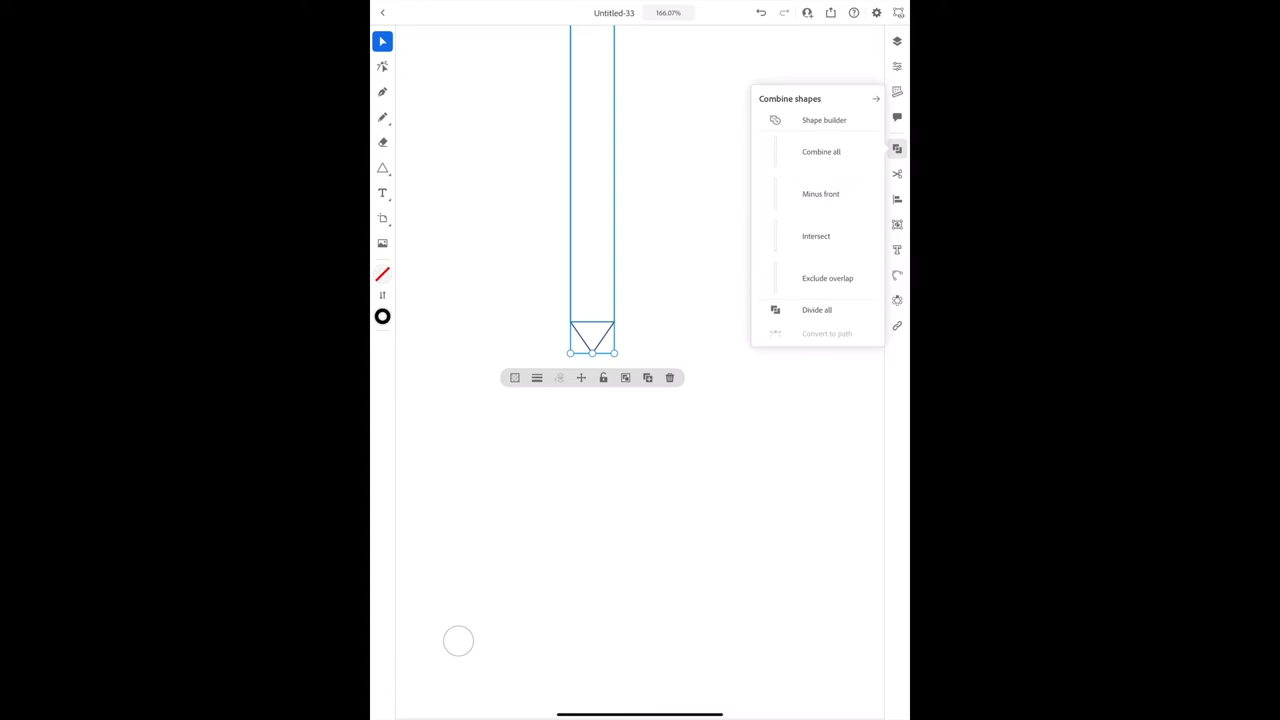 Untitled-33
166.07%
Combine shapes
Shape builder
Combine all
Minus front
Intersect
Exclude overlap
Divide all
Convert to path